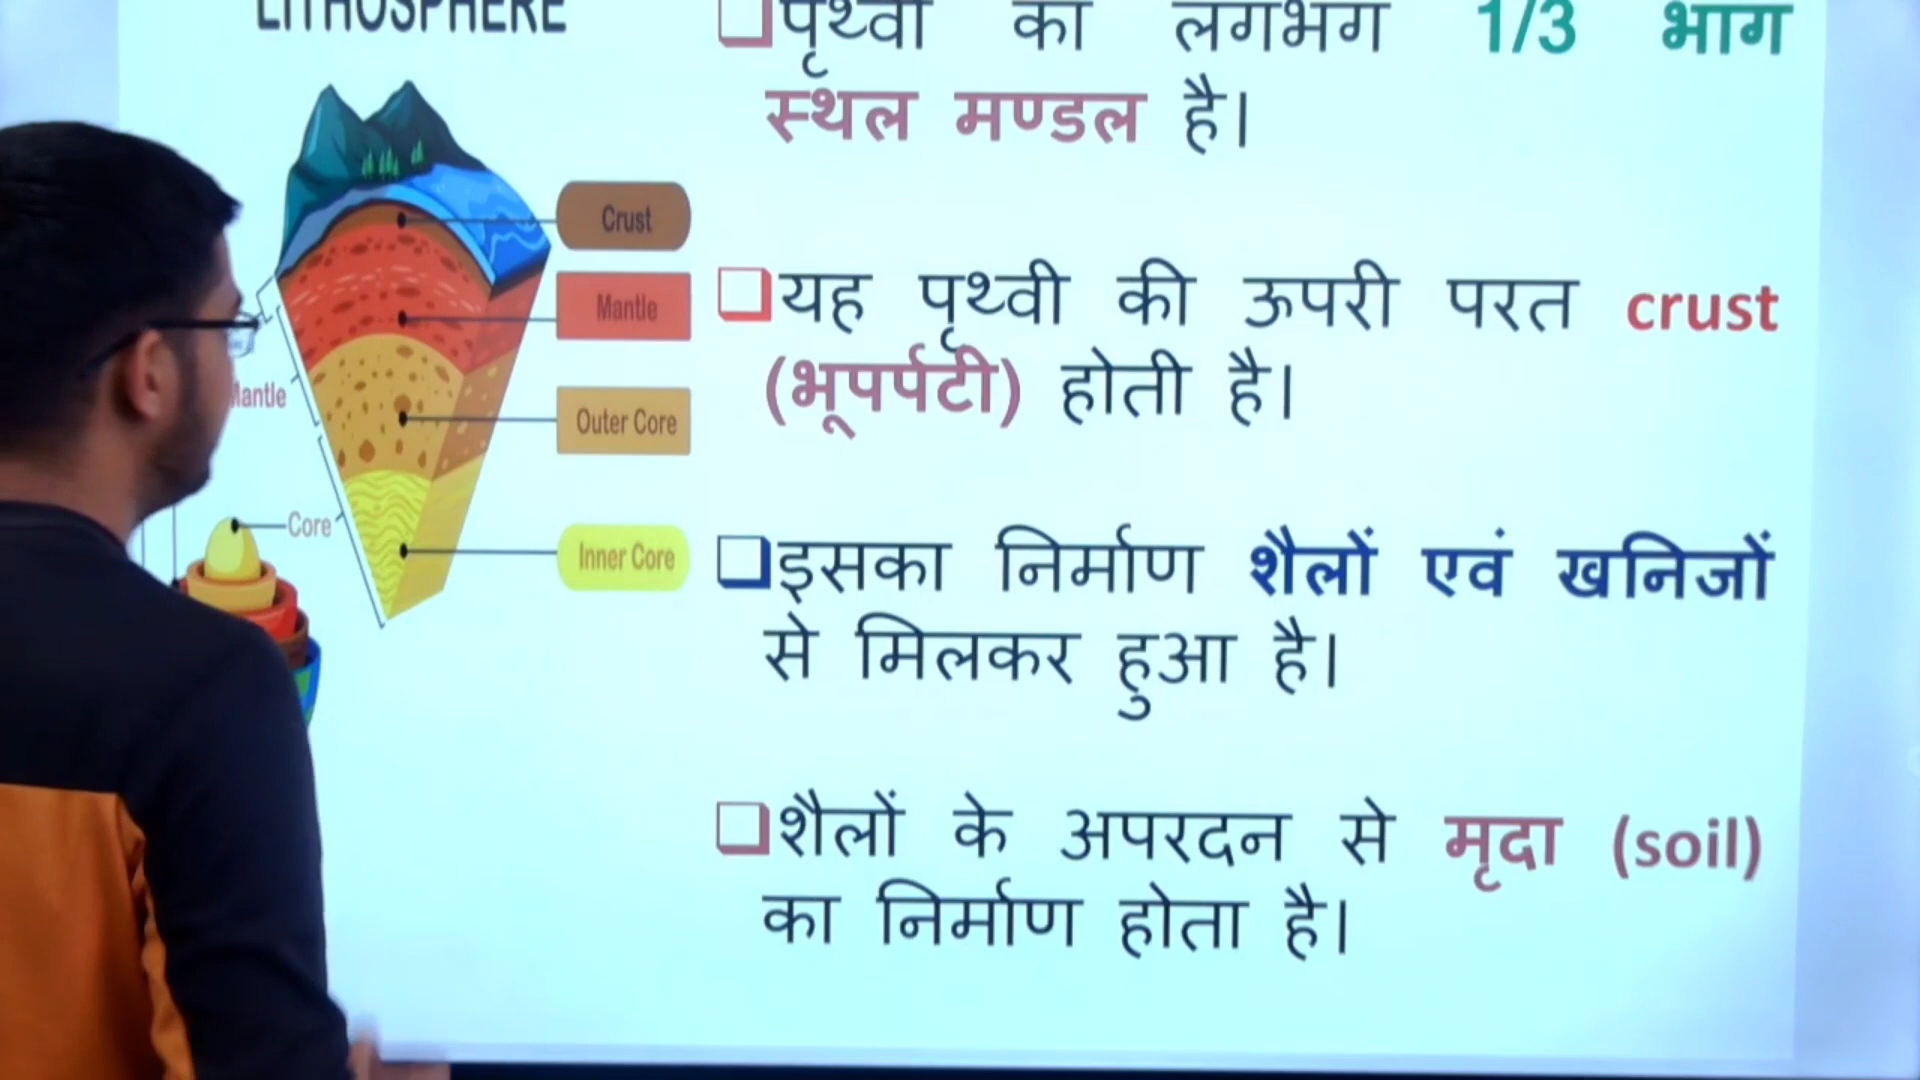 LITHOSPHERE
पृथ्वी का लगभग 1/3 भाग
स्थल मण्डल है।
Crust
Mantle
Outer Core
Inner Core
Mantle
Core
यह पृथ्वी की ऊपरी परत crust
(भूपर्पटी) होती है।
इसका निर्माण शैलों एवं खनिजों
से मिलकर हुआ है।
शैलों के अपरदन से मृदा (soil)
का निर्माण होता है।